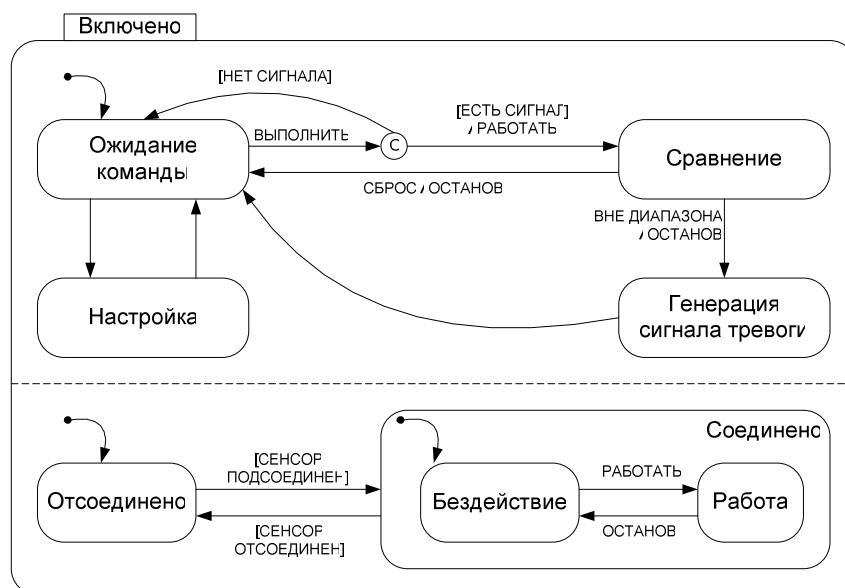 Включено
[НЕТ СИГНАЛА]
[ЕСТЬ СИГНАЛ]
/ РАБОТАТЬ
Ожидание
команды
ВЫПОЛНИТЬ
C
Сравнение
СБРОС / ОСТАНОВ
ВНЕ ДИАПАЗОНА
/ ОСТАНОВ
Настройка
Генерация
сигнала тревоги
Соединено
[СЕНСОР
ПОДСОЕДИНЕН]
Отсоединено
[СЕНСОР
ОТСОЕДИНЕН]
Бездействие
РАБОТАТЬ
ОСТАНОВ
Работа